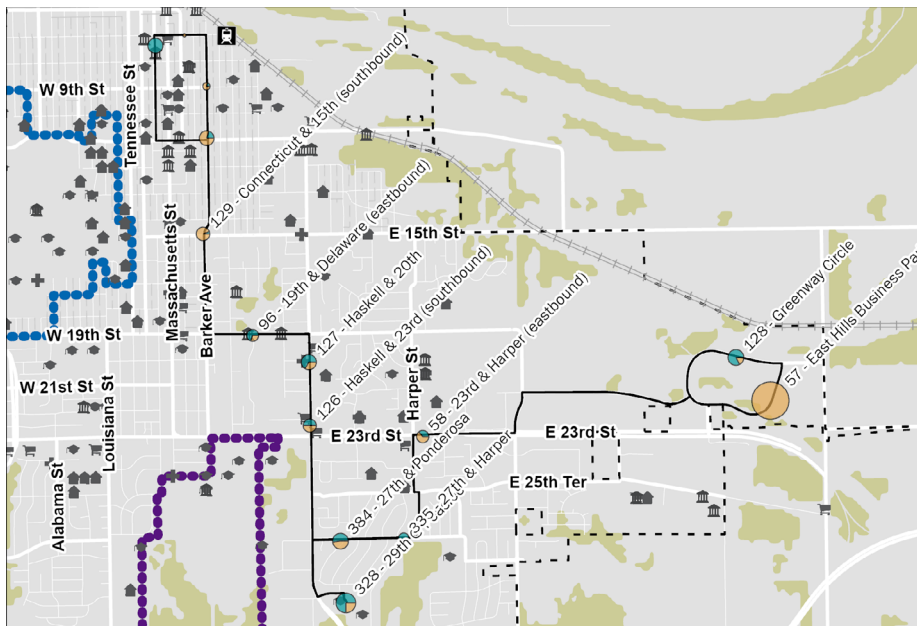 Tennessee St
W 9th St
129 - Connecticut & 15th (southbound)
Massachusetts St
Barker Ave
96 - 19th & Delaware (eastbound)
E 15th St
127 - Haskell & 20th
126 - Haskell & 23rd (southbound)
128 - Greenway Circle
57 - East Hills Business Pa
W 19th St
Harper St
58 - 23rd & Harper (eastbound)
W 21st St
Louisiana St
E 23rd St
E 23rd St
Alabama St
384 - 27th & Ponderosa
335 - 27th & Harper
E 25th Ter
328 - 29th